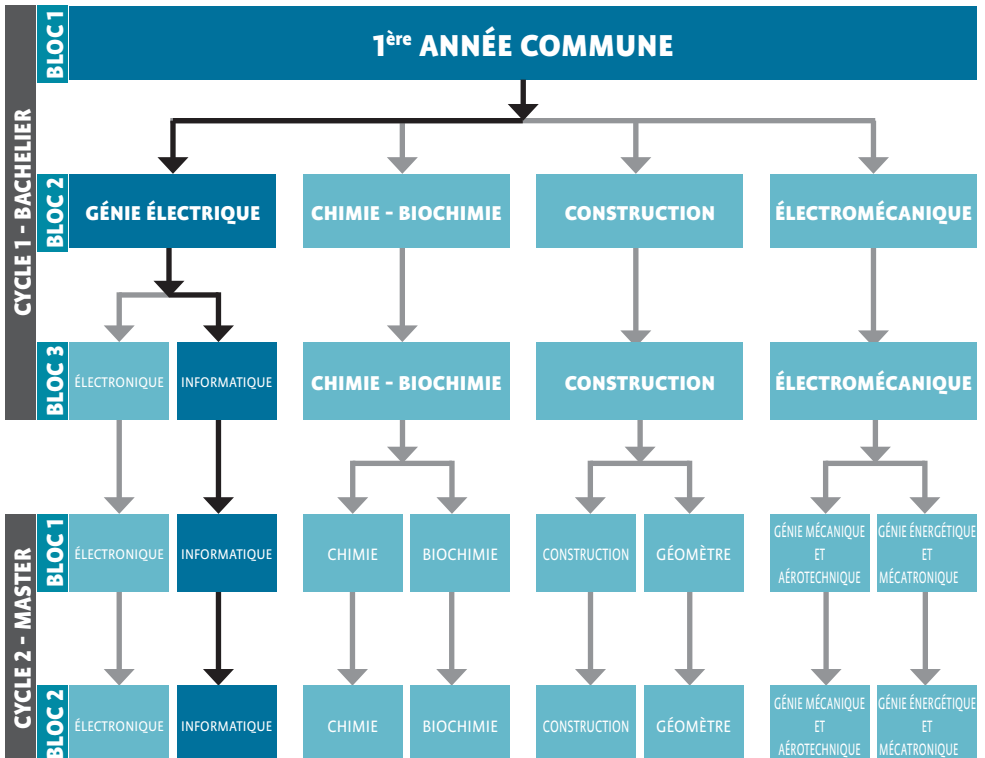 CYCLE 1 - BACHELIER
BLOC 1
1ère ANNÉE COMMUNE
BLOC 2
GÉNIE ÉLECTRIQUE
CHIMIE - BIOCHIMIE
CONSTRUCTION
ÉLECTROMÉCANIQUE
BLOC 3
ÉLECTRONIQUE
INFORMATIQUE
CHIMIE - BIOCHIMIE
CONSTRUCTION
ÉLECTROMÉCANIQUE
CYCLE 2 - MASTER
BLOC 1
ÉLECTRONIQUE
INFORMATIQUE
CHIMIE
BIOCHIMIE
CONSTRUCTION
GÉOMÈTRE
GÉNIE MÉCANIQUE
ET
AÉROTECHNIQUE
GÉNIE ÉNERGÉTIQUE
ET
MÉCATRONIQUE
BLOC 2
ÉLECTRONIQUE
INFORMATIQUE
CHIMIE
BIOCHIMIE
CONSTRUCTION
GÉOMÈTRE
GÉNIE MÉCANIQUE
ET
AÉROTECHNIQUE
GÉNIE ÉNERGÉTIQUE
ET
MÉCATRONIQUE